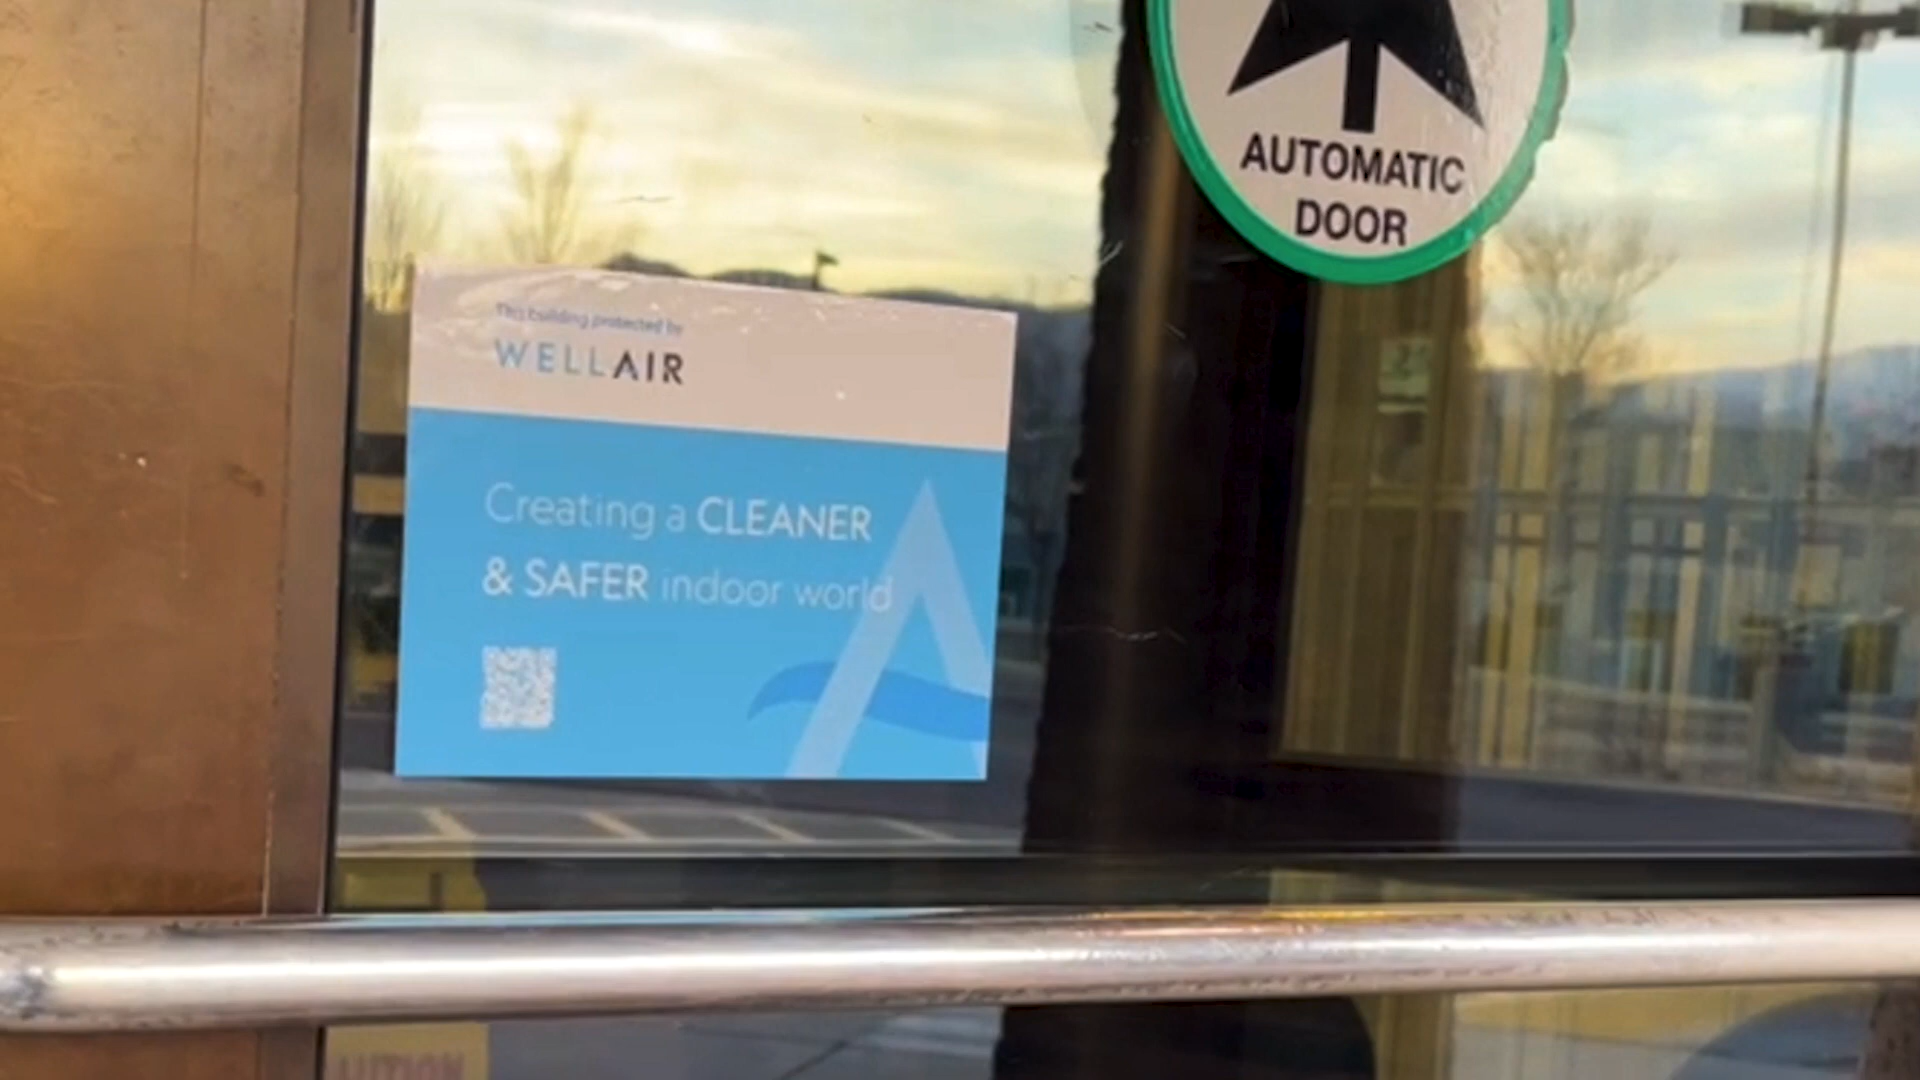 AUTOMATIC
DOOR
This building protected by
WELLAIR
Creating a CLEANER
& SAFER indoor world